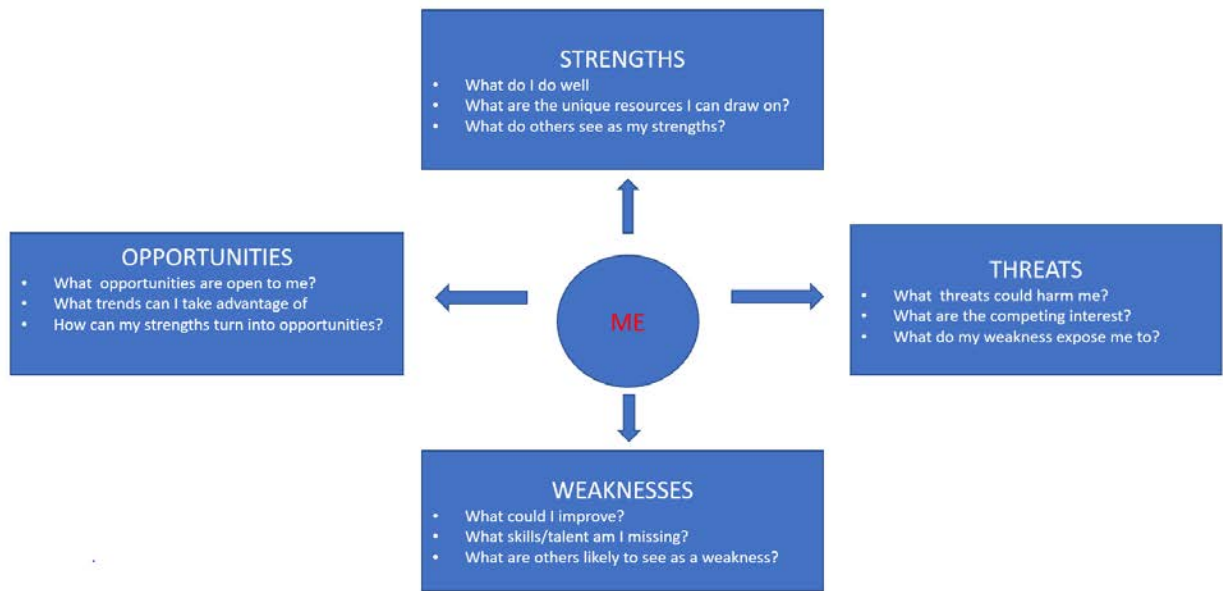 STRENGTHS
• What do I do well
• What are the unique resources I can draw on?
• What do others see as my strengths?
OPPORTUNITIES
• What opportunities are open to me?
• What trends can I take advantage of
• How can my strengths turn into opportunities?
ME
THREATS
• What threats could harm me?
• What are the competing interest?
• What do my weakness expose me to?
WEAKNESSES
• What could I improve?
• What skills/talent am I missing?
• What are others likely to see as a weakness?